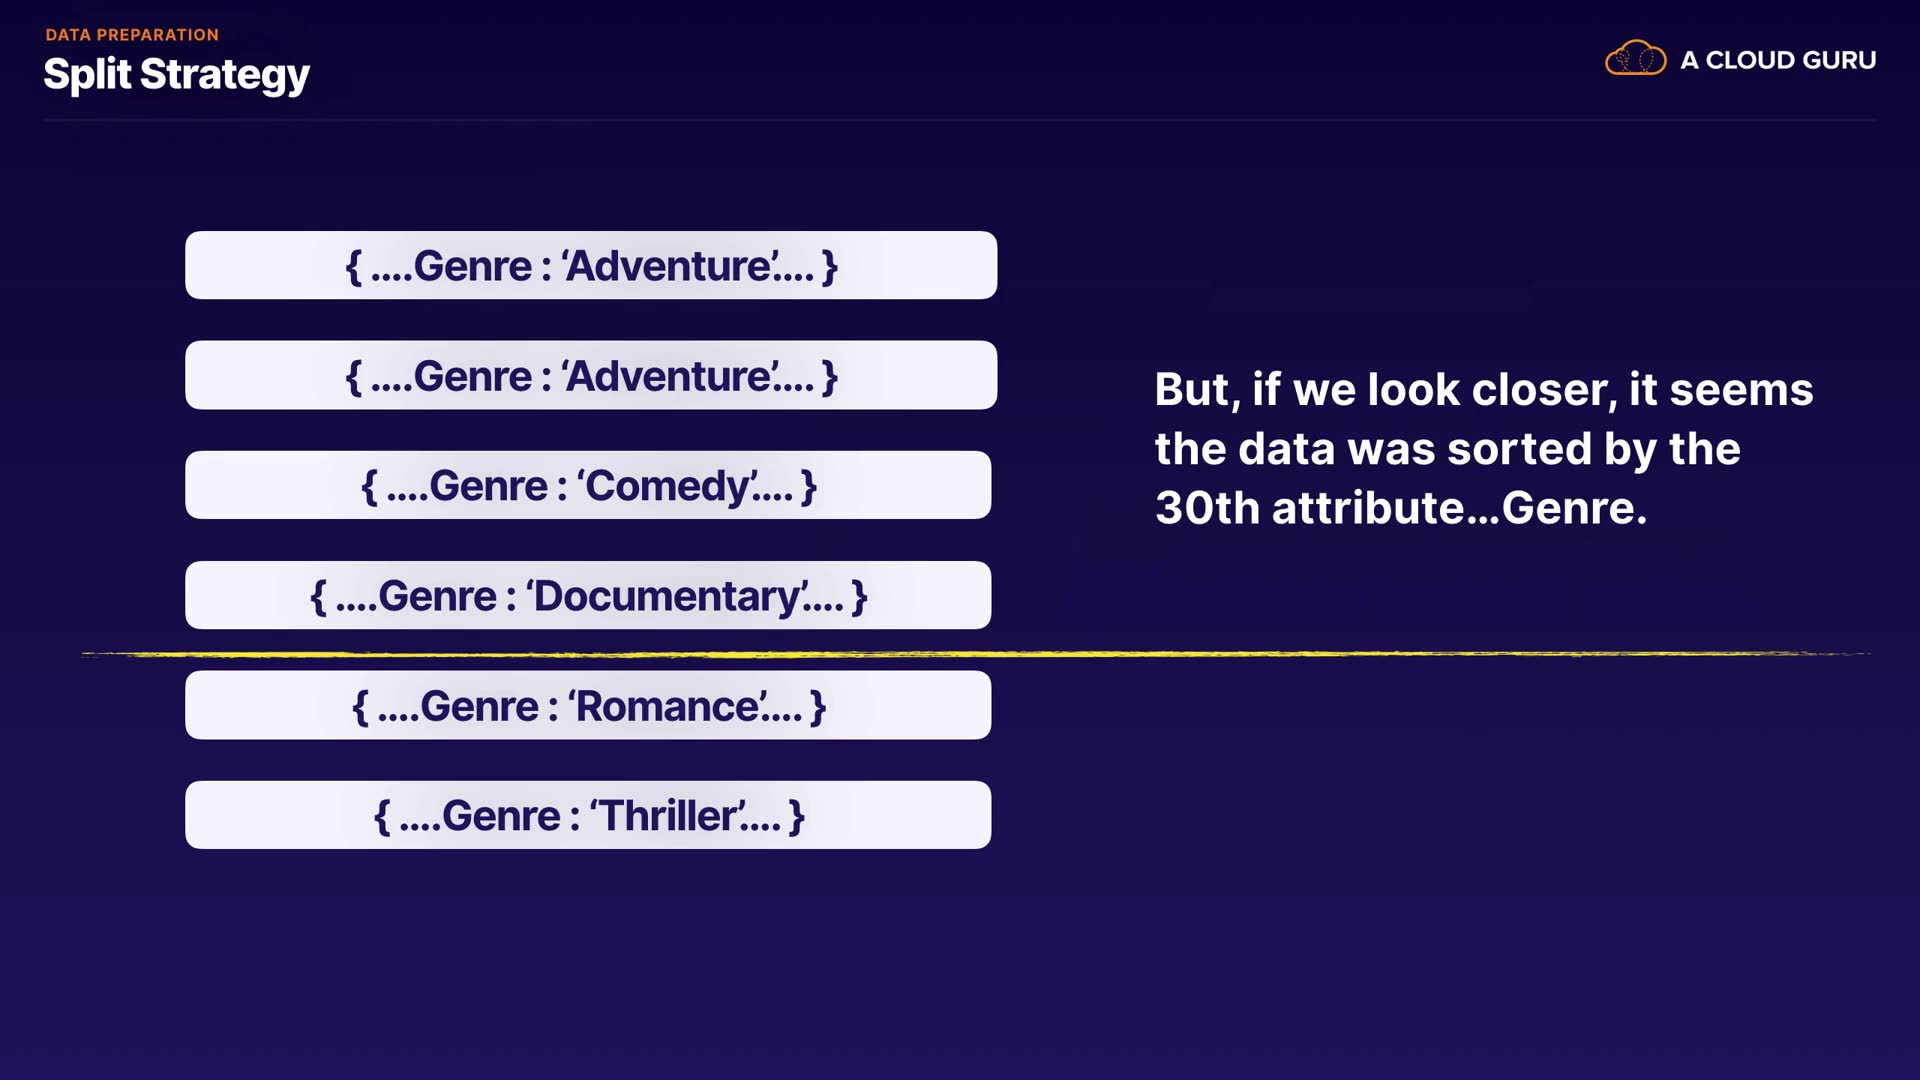 DATA PREPARATION
Split Strategy
A CLOUD GURU
{ ....Genre : ‘Adventure’.... }
{ ....Genre : ‘Adventure’.... }
{ ....Genre : ‘Comedy’.... }
{ ....Genre : ‘Documentary’.... }
{ ....Genre : ‘Romance’.... }
{ ....Genre : ‘Thriller’.... }
But, if we look closer, it seems
the data was sorted by the
30th attribute...Genre.